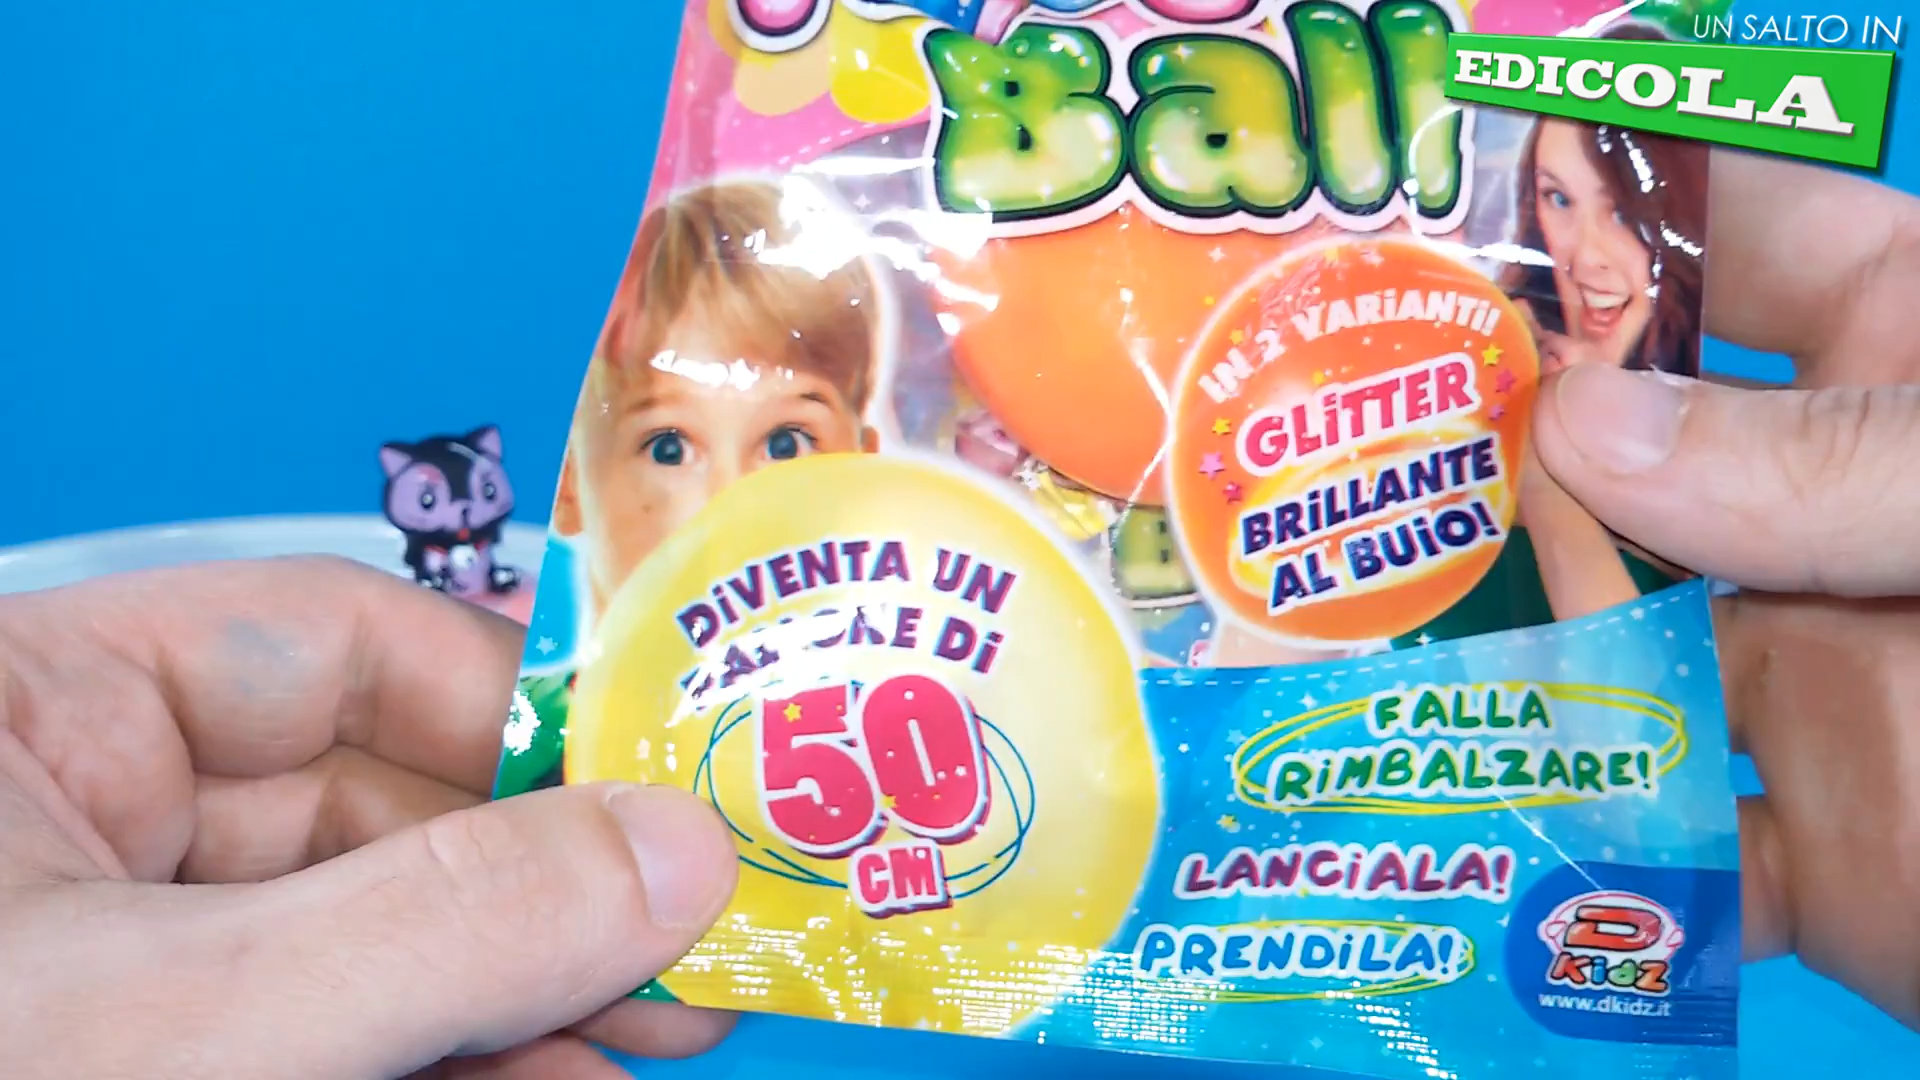 UN SALTO IN
EDICOLA
Ball
IN 2 VARiANTi!
GLiTTER
BRiLLANTE
AL BUiO!
DiVENTA UN
DI
50
CM
FALLA
RiMBALZARE!
LANCiALA!
PRENDiLA!
D
KidZ
www.dkidz.it